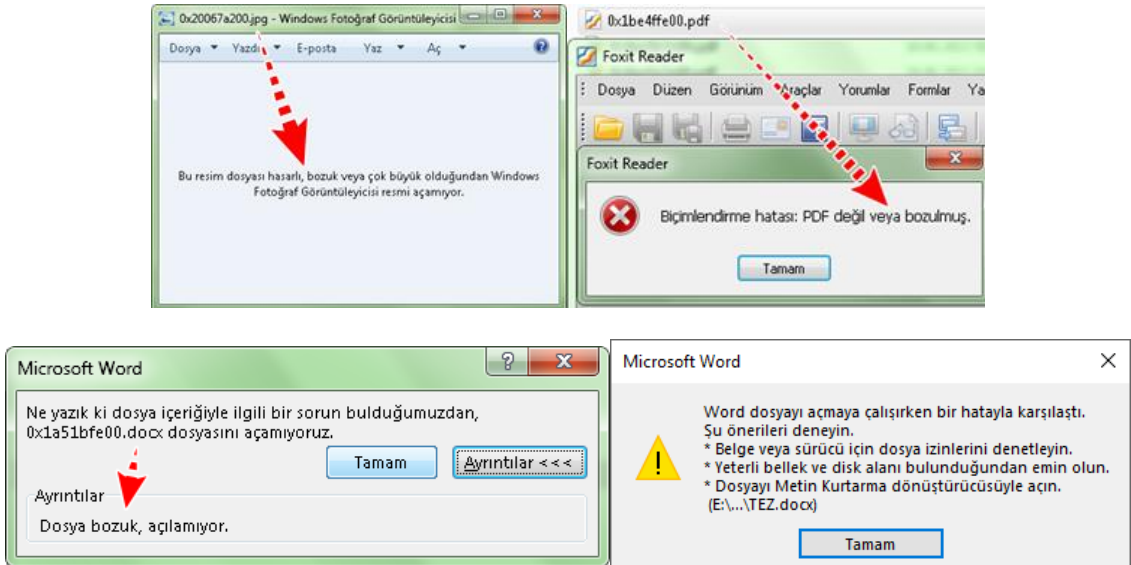 0x20067a200.jpg - Windows Fotoğraf Görüntüleyicisi
Dosya Yazdır E-posta Yaz Aç
Bu resim dosyası hasarlı, bozuk veya çok büyük olduğundan Windows
Fotoğraf Görüntüleyicisi resmi açamıyor.
0x1be4ffe00.pdf
Foxit Reader
Dosya Düzen Görünüm Araçlar Yorumlar Formlar Ya
Foxit Reader
Biçimlendirme hatası: PDF değil veya bozulmuş.
Tamam
Microsoft Word
Ne yazık ki dosya içeriğiyle ilgili bir sorun bulduğumuzdan,
0x1a51bfe00.docx dosyasını açamıyoruz.
Tamam Ayrıntılar <<<
Ayrıntılar
Dosya bozuk, açılamıyor.
Microsoft Word
Word dosyayı açmaya çalışırken bir hatayla karşılaştı.
Şu önerileri deneyin.
* Belge veya sürücü için dosya izinlerini denetleyin.
* Yeterli bellek ve disk alanı bulunduğundan emin olun.
* Dosyayı Metin Kurtarma dönüştürücüsüyle açın.
(E:\...\TEZ.docx)
Tamam